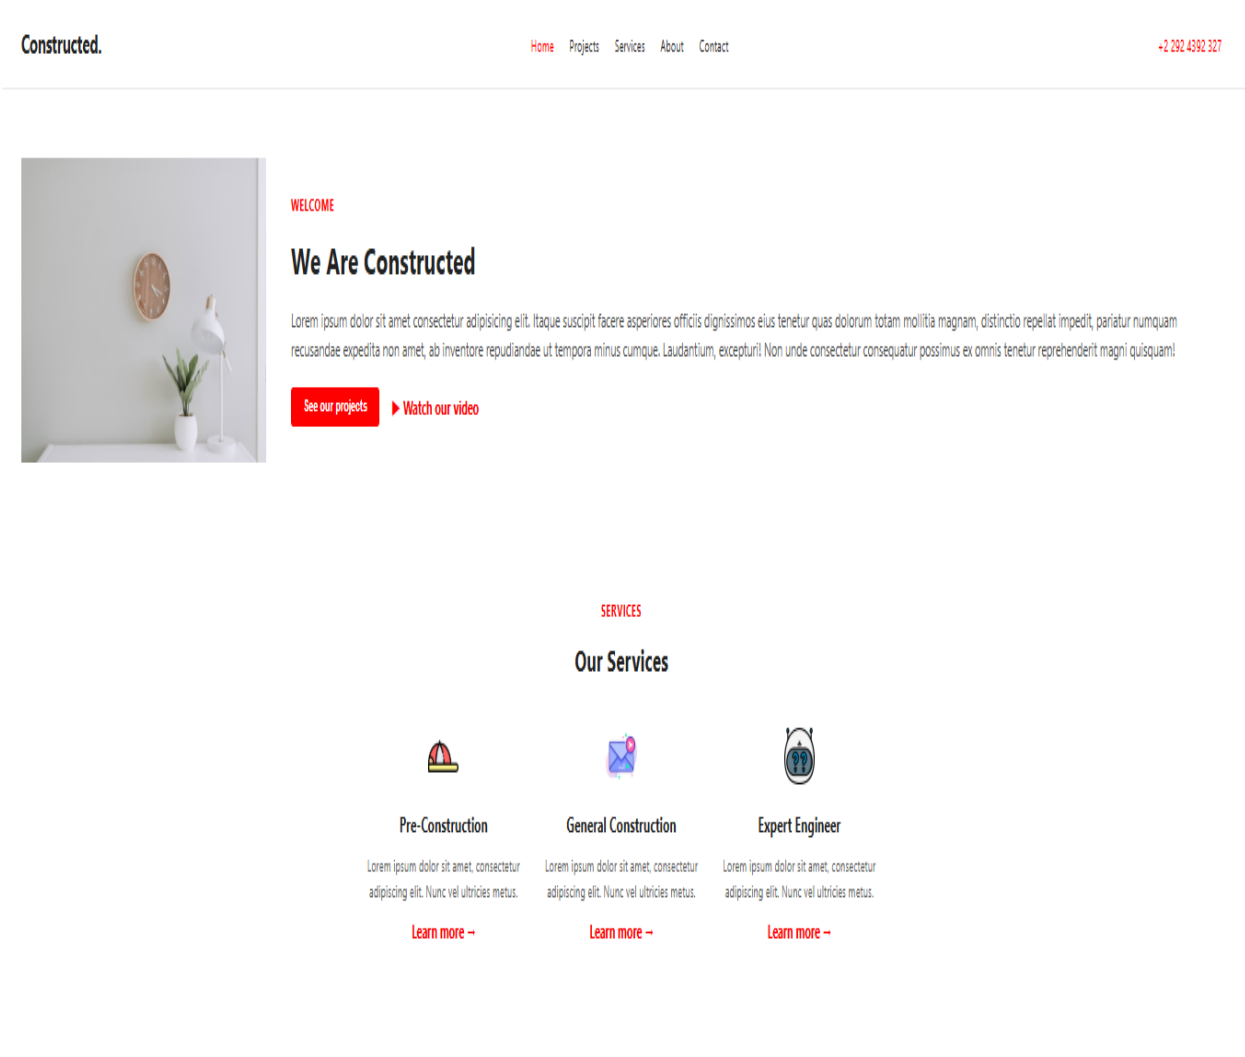 Constructed.
Home Projects Services About Contact
+2 292 4392 327
WELCOME
We Are Constructed
Lorem ipsum dolor sit amet consectetur adipisicing elit. Itaque suscipit facere asperiores officiis dignissimos eius tenetur quas dolorum totam mollitia magnam, distinctio repellat impedit, pariatur numquam
recusandae expedita non amet, ab inventore repudiandae ut tempora minus cumque. Laudantium, excepturi! Non unde consectetur consequatur possimus ex omnis tenetur reprehenderit magni quisquam!
See our projects
Watch our video
SERVICES
Our Services
Pre-Construction
Lorem ipsum dolor sit amet, consectetur
adipiscing elit. Nunc vel ultricies metus.
Learn more →
General Construction
Lorem ipsum dolor sit amet, consectetur
adipiscing elit. Nunc vel ultricies metus.
Learn more →
Expert Engineer
Lorem ipsum dolor sit amet, consectetur
adipiscing elit. Nunc vel ultricies metus.
Learn more →